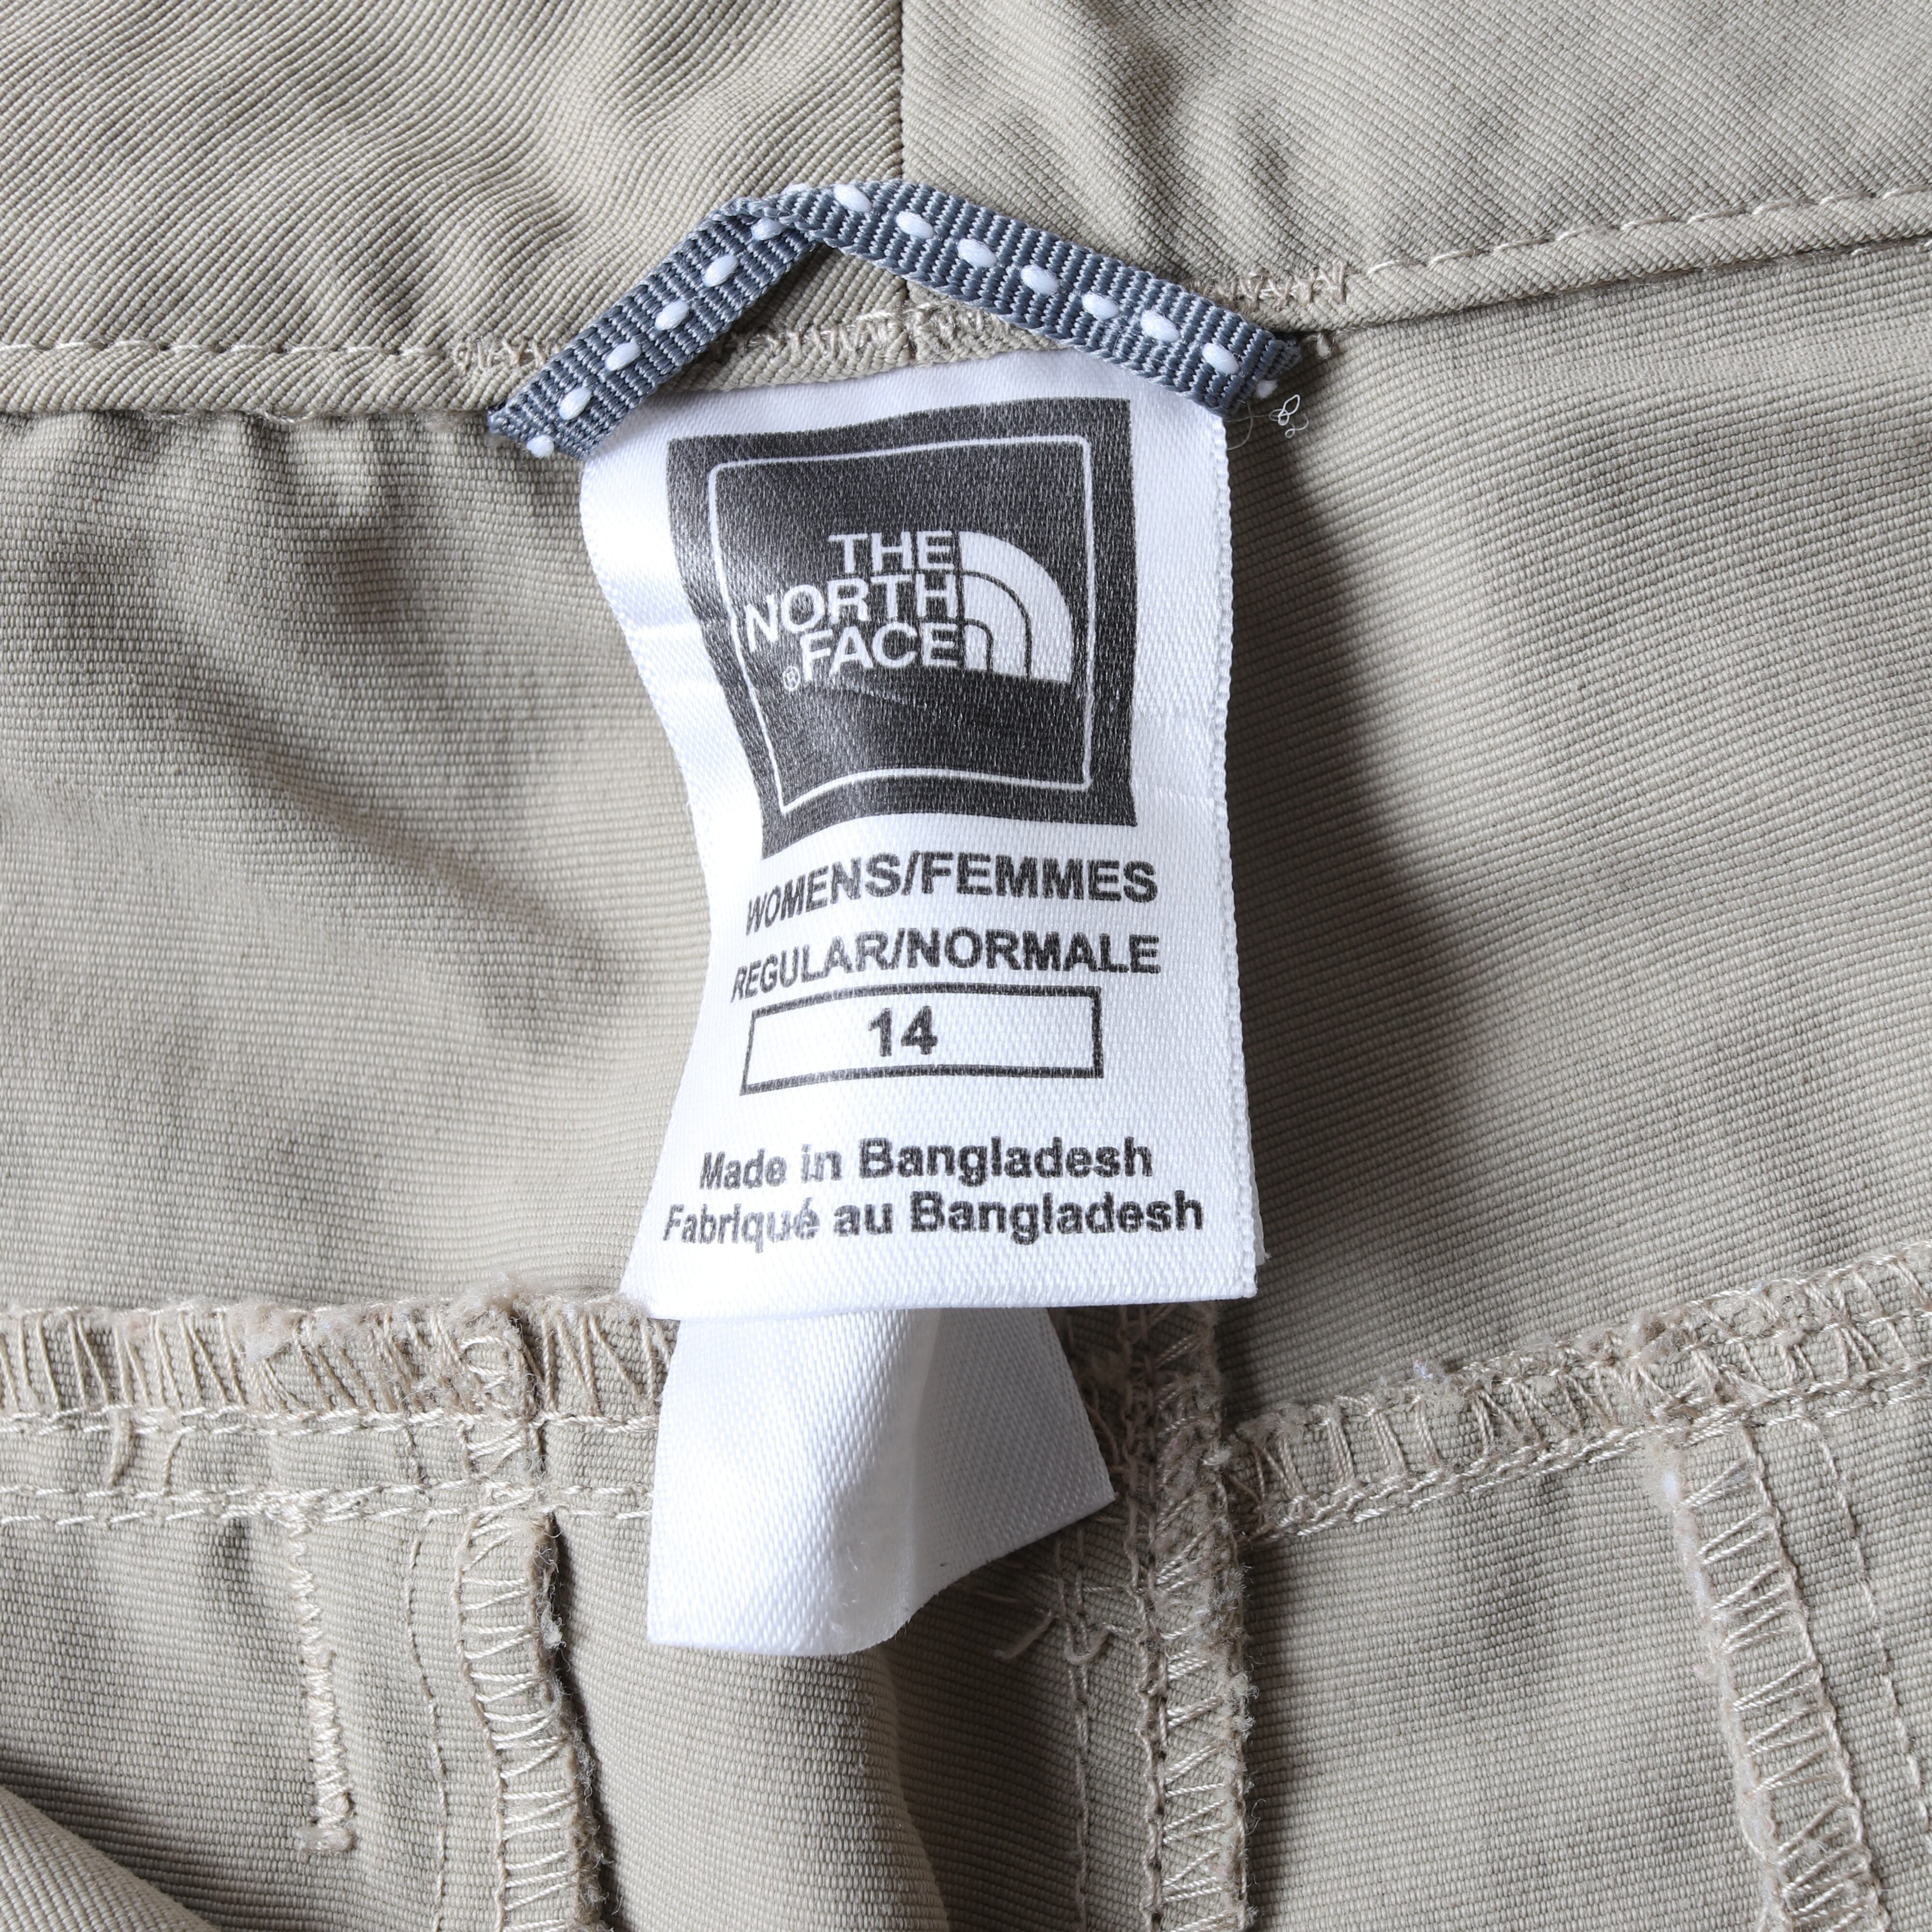 THE
NORTH
FACE
®
WOMENS/FEMMES
REGULAR/NORMALE
14
Made in Bangladesh
Fabriqué au Bangladesh